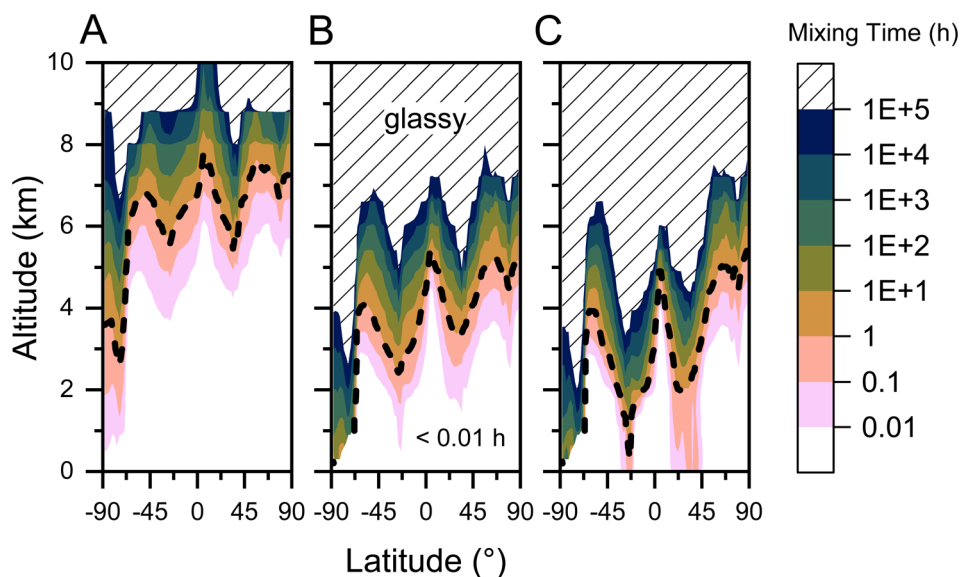 A B C Mixing Time (h)
10
8
6
4
2
0
Altitude (km)
glassy
< 0.01 h
1E+5
1E+4
1E+3
1E+2
1E+1
1
0.1
0.01
-90 -45 0 45 90
-90 -45 0 45 90
-90 -45 0 45 90
Latitude (°)